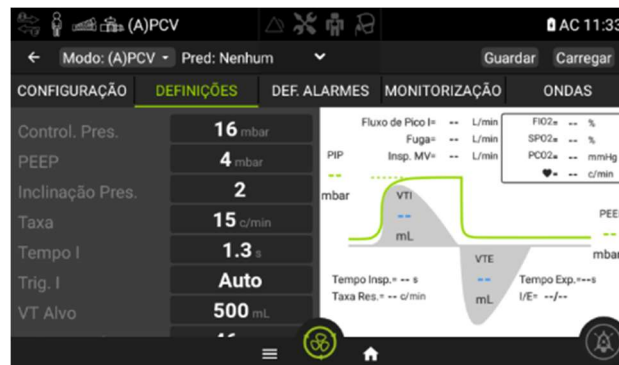 (A)PCV AC 11:33
Modo: (A)PCV Pred: Nenhum Guardar Carregar
CONFIGURAÇÃO DEFINIÇÕES DEF. ALARMES MONITORIZAÇÃO ONDAS
Control. Pres. 16 mbar
PEEP 4 mbar
Inclinação Pres. 2
Taxa 15 c/min
Tempo I 1.3 s
Trig. I Auto
VT Alvo 500 mL
Fluxo de Pico I= -- L/min
Fuga= -- L/min
Insp. MV= -- L/min
FIO2= -- %
SPO2= -- %
PCO2= -- mmHg
♥= -- c/min
PIP
--
mbar
VTI
--
mL
PEE
--
mbar
VTE
--
mL
Tempo Insp.= -- s
Taxa Res.= -- c/min
Tempo Exp.=--s
I/E= --/--